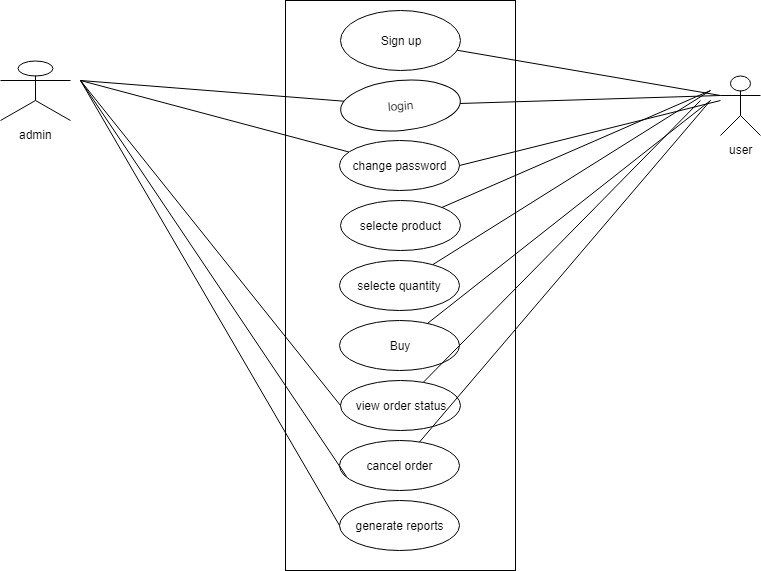 Sign up
login
admin
change password
user
selecte product
selecte quantity
Buy
view order status
cancel order
generate reports